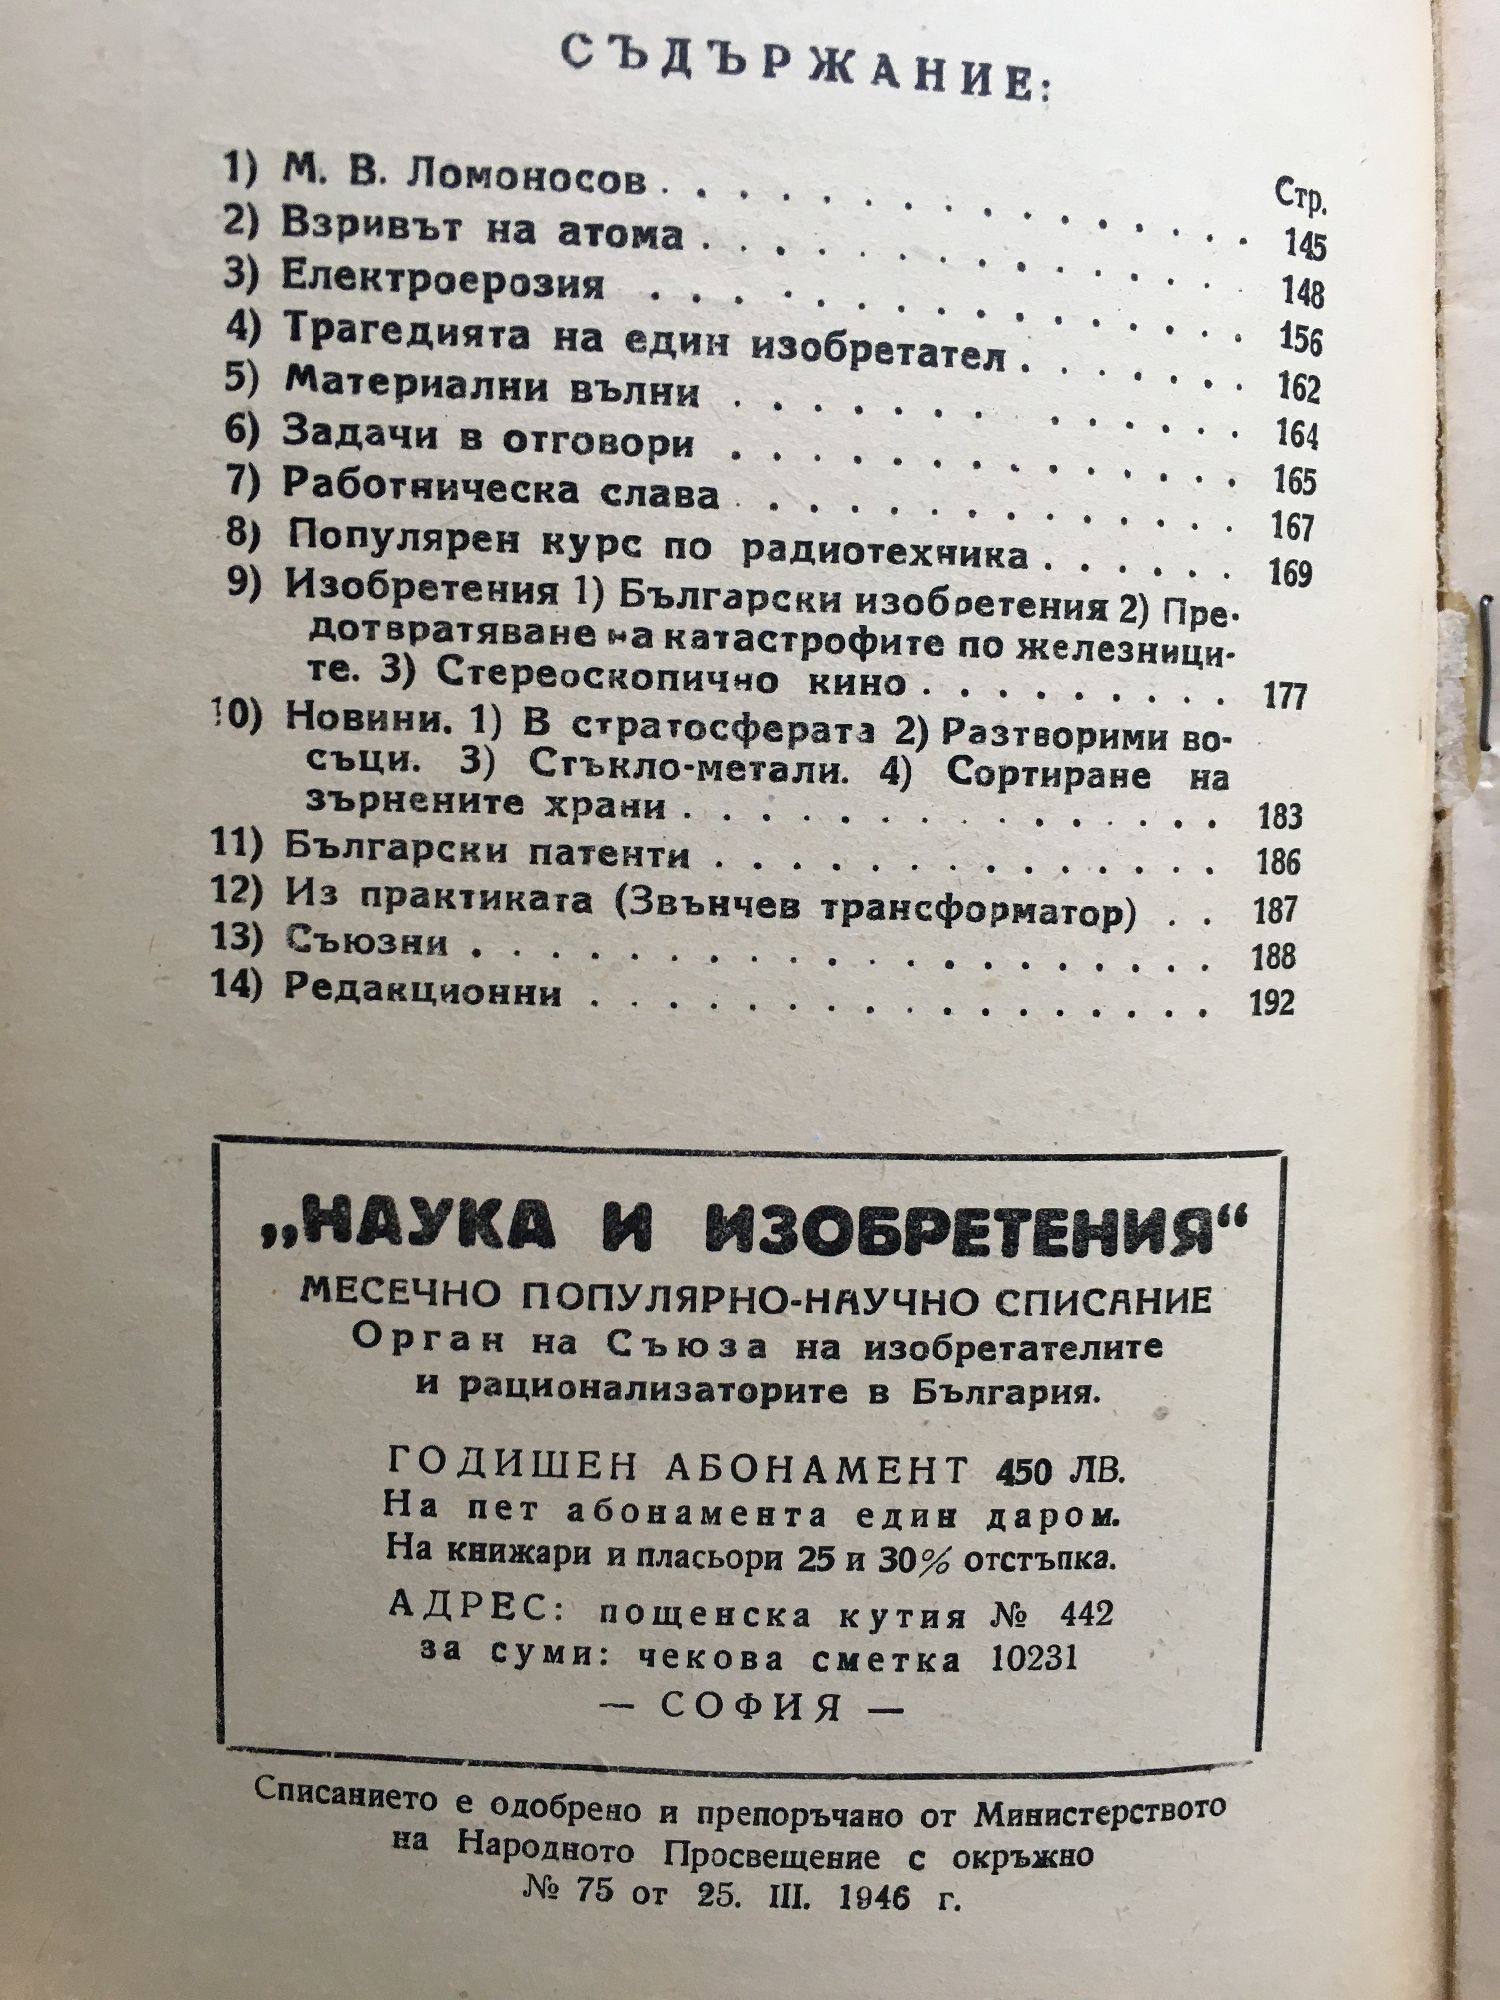 СЪДЪРЖАНИЕ:
Стр.
1) М. В. Ломоносов . . . . . . . . . . . . . . . 145
2) Взривът на атома . . . . . . . . . . . . . . 148
3) Електроерозия . . . . . . . . . . . . . . . 156
4) Трагедията на един изобретател . . . . . . 162
5) Материални вълни . . . . . . . . . . . . . 164
6) Задачи в отговори . . . . . . . . . . . . . 165
7) Работническа слава . . . . . . . . . . . . . 167
8) Популярен курс по радиотехника . . . . . . 169
9) Изобретения 1) Български изобретения 2) Пре-
дотвратяване на катастрофите по железници-
те. 3) Стереоскопично кино . . . . . . . . 177
10) Новини. 1) В стратосферата 2) Разтворими во-
съци. 3) Стъкло-метали. 4) Сортиране на
зърнените храни . . . . . . . . . . . . . . 183
11) Български патенти . . . . . . . . . . . . . 186
12) Из практиката (Звънчев трансформатор) . . 187
13) Съюзни . . . . . . . . . . . . . . . . . . . 188
14) Редакционни . . . . . . . . . . . . . . . . 192
„НАУКА И ИЗОБРЕТЕНИЯ“
МЕСЕЧНО ПОПУЛЯРНО-НАУЧНО СПИСАНИЕ
Орган на Съюза на изобретателите
и рационализаторите в България.
ГОДИШЕН АБОНАМЕНТ 450 ЛВ.
На пет абонамента един даром.
На книжари и пласьори 25 и 30% отстъпка.
АДРЕС: пощенска кутия № 442
за суми: чекова сметка 10231
— СОФИЯ —
Списанието е одобрено и препоръчано от Министерството
на Народното Просвещение с окръжно
№ 75 от 25. III. 1946 г.